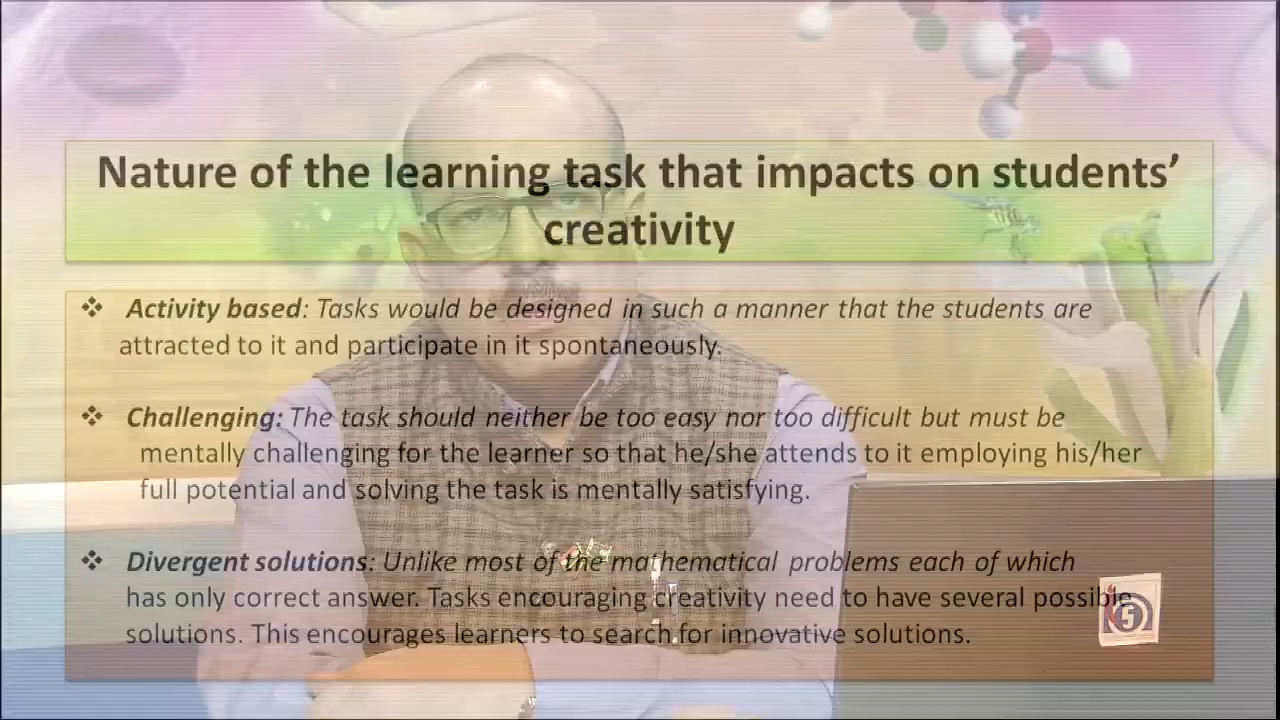 Nature of the learning task that impacts on students’
creativity
❖ Activity based: Tasks would be designed in such a manner that the students are
attracted to it and participate in it spontaneously.
❖ Challenging: The task should neither be too easy nor too difficult but must be
mentally challenging for the learner so that he/she attends to it employing his/her
full potential and solving the task is mentally satisfying.
❖ Divergent solutions: Unlike most of the mathematical problems each of which
has only correct answer. Tasks encouraging creativity need to have several possible
solutions. This encourages learners to search for innovative solutions.
5